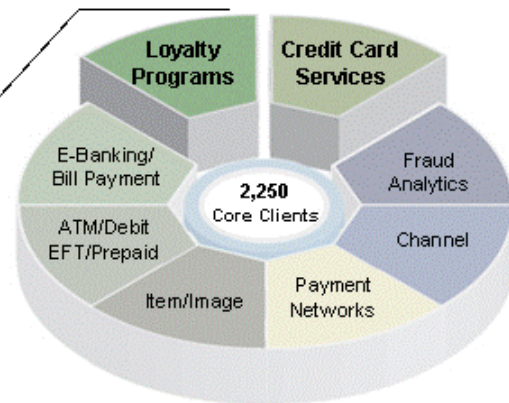 Loyalty
Programs
Credit Card
Services
E-Banking/
Bill Payment
Fraud
Analytics
2,250
Core Clients
ATM/Debit
EFT/Prepaid
Channel
Item/Image
Payment
Networks